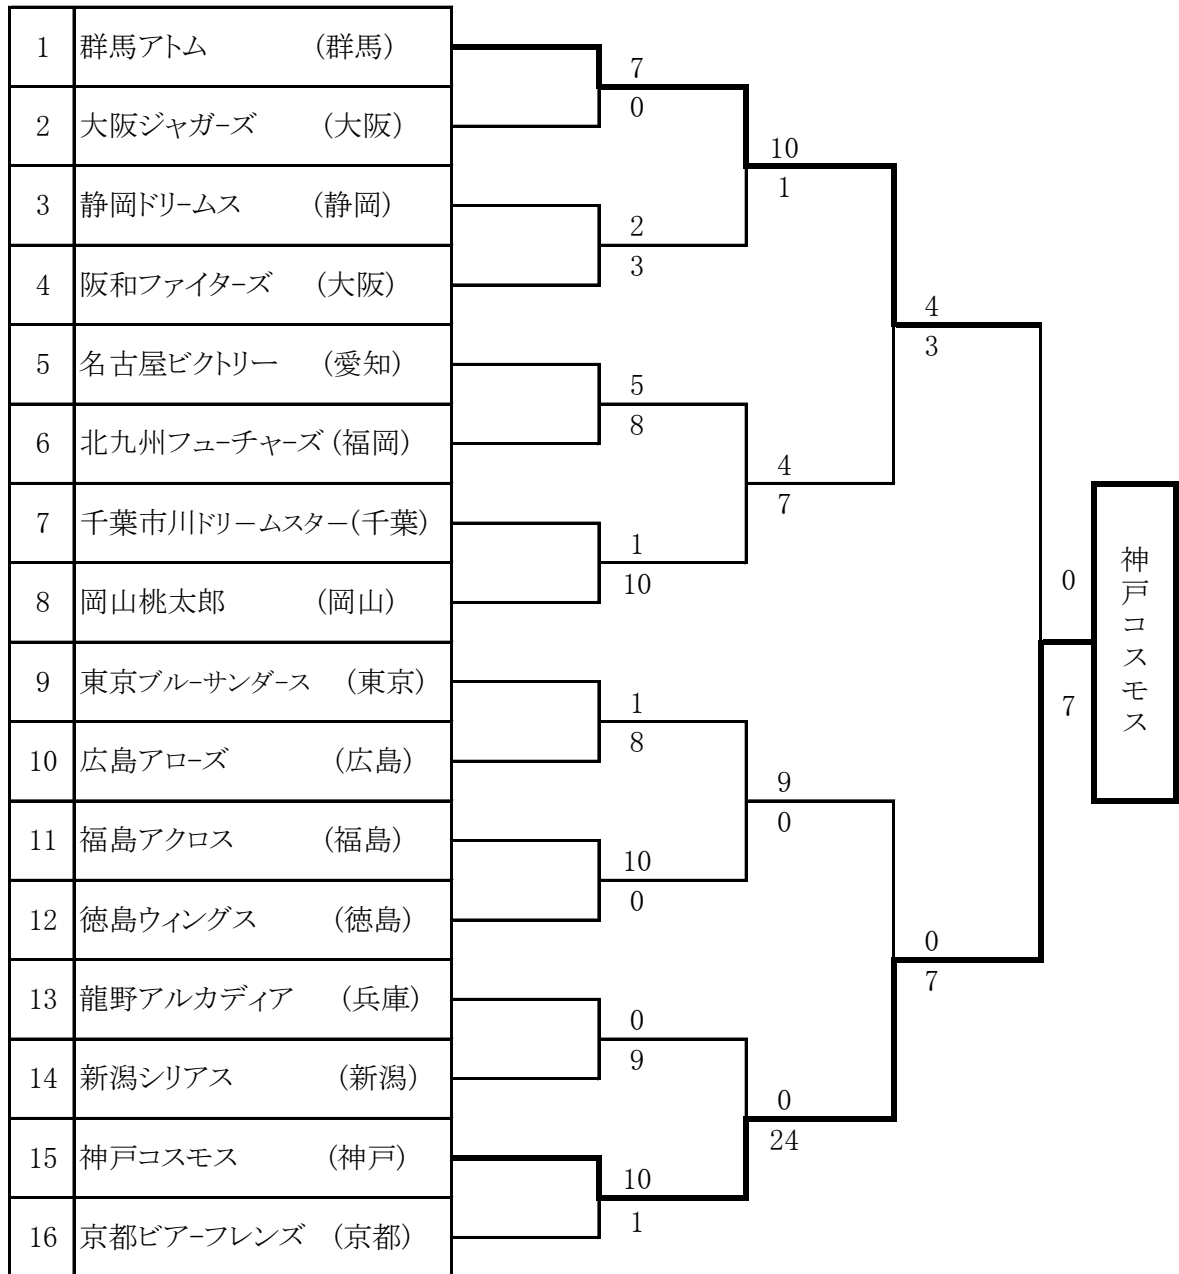 1 群馬アトム (群馬)
7
0
2 大阪ジャガーズ (大阪)
10
1
3 静岡ドリームス (静岡)
2
3
4 阪和ファイターズ (大阪)
4
3
5 名古屋ビクトリー (愛知)
5
8
6 北九州フューチャーズ (福岡)
4
7
7 千葉市川ドリームスター(千葉)
1
10
8 岡山桃太郎 (岡山)
0
7
神戸コスモス
9 東京ブルーサンダース (東京)
1
8
10 広島アローズ (広島)
9
0
11 福島アクロス (福島)
10
0
12 徳島ウィングス (徳島)
0
7
13 龍野アルカディア (兵庫)
0
9
14 新潟シリアス (新潟)
0
24
15 神戸コスモス (神戸)
10
1
16 京都ビアーフレンズ (京都)